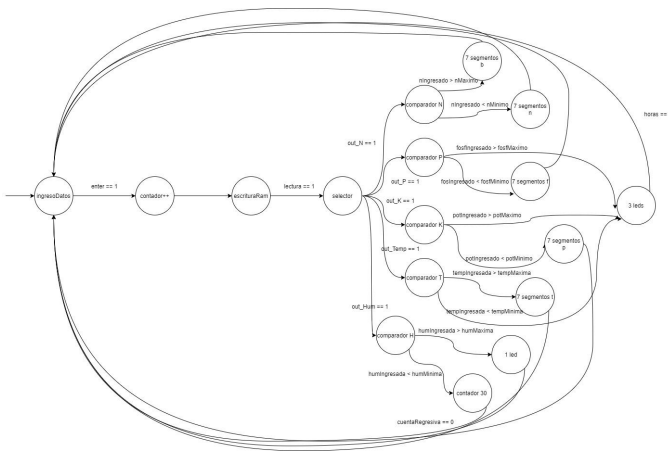 7 segmentos
b
nIngresado > nMaximo
comparador N
nIngresado < nMinimo
7 segmentos
n
horas ==
out_N == 1
fosfIngresado > fosfMaximo
comparador P
out_P == 1
fosIngresado < fosfMinimo
7 segmentos f
enter == 1
lectura == 1
ingresoDatos
contador++
escrituraRam
selector
out_K == 1
3 leds
potIngresado > potMaximo
comparador K
out_Temp == 1
potIngresado < potMinimo
7 segmentos
p
tempIngresada > tempMaxima
comparador T
7 segmentos t
out_Hum == 1
tempIngresada < tempMinima
humIngresada > humMaxima
comparador H
1 led
humIngresada < humMinima
contador 30
cuentaRegresiva == 0